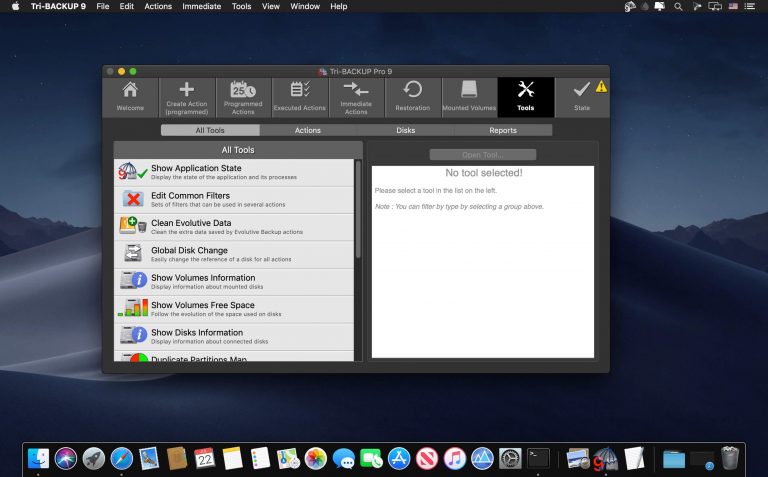 Tri-BACKUP 9 File Edit Actions Immediate Tools View Window Help
Tri-BACKUP Pro 9
Welcome
Create Action
(programmed)
25
Programmed
Actions
Executed Actions
Immediate
Actions
Restoration
Mounted Volumes
Tools
State
All Tools Actions Disks Reports
All Tools
Show Application State
Display the state of the application and its processes
Edit Common Filters
Sets of filters that can be used in several actions
Clean Evolutive Data
Clean the extra data saved by Evolutive Backup actions
Global Disk Change
Easily change the reference of a disk for all actions
Show Volumes Information
Display information about mounted disks
Show Volumes Free Space
Follow the evolution of the space used on disks
Show Disks Information
Display information about connected disks
Duplicate Partitions Map
Open Tool...
No tool selected!
Please select a tool in the list on the left.
Note : You can filter by type by selecting a group above.
22